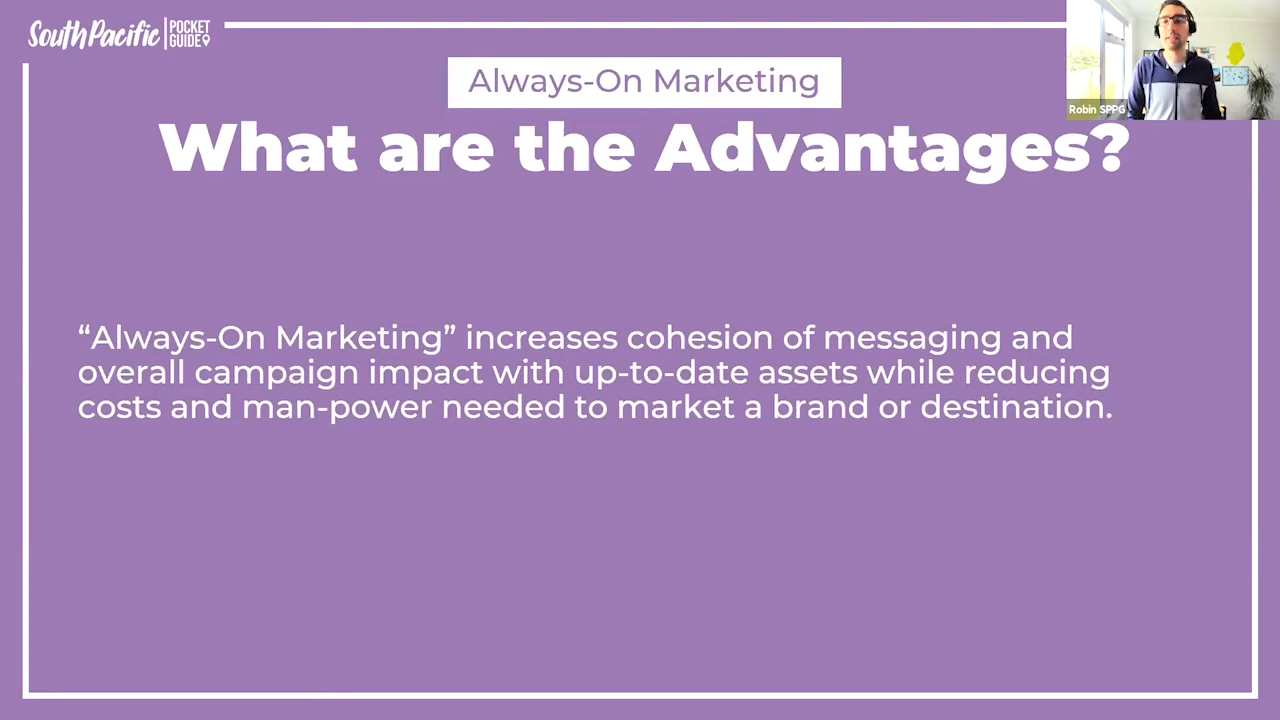 South Pacific POCKET GUIDE
Robin SPPG
Always-On Marketing
What are the Advantages?
“Always-On Marketing” increases cohesion of messaging and
overall campaign impact with up-to-date assets while reducing
costs and man-power needed to market a brand or destination.